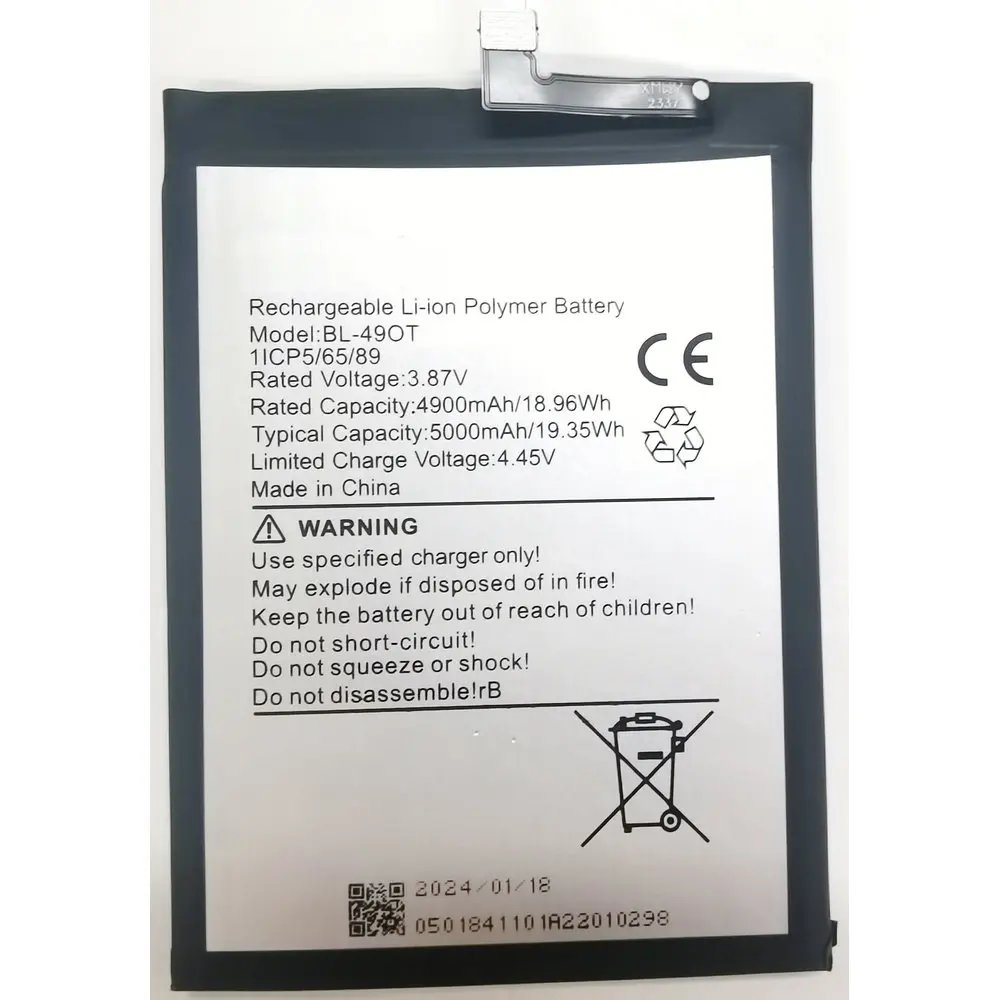 XMWY
2337
Rechargeable Li-ion Polymer Battery
Model:BL-49OT
1ICP5/65/89
Rated Voltage:3.87V
Rated Capacity:4900mAh/18.96Wh
Typical Capacity:5000mAh/19.35Wh
Limited Charge Voltage:4.45V
Made in China
CE
WARNING
Use specified charger only!
May explode if disposed of in fire!
Keep the battery out of reach of children!
Do not short-circuit!
Do not squeeze or shock!
Do not disassemble!rB
2024/01/18
0501841101A22010298